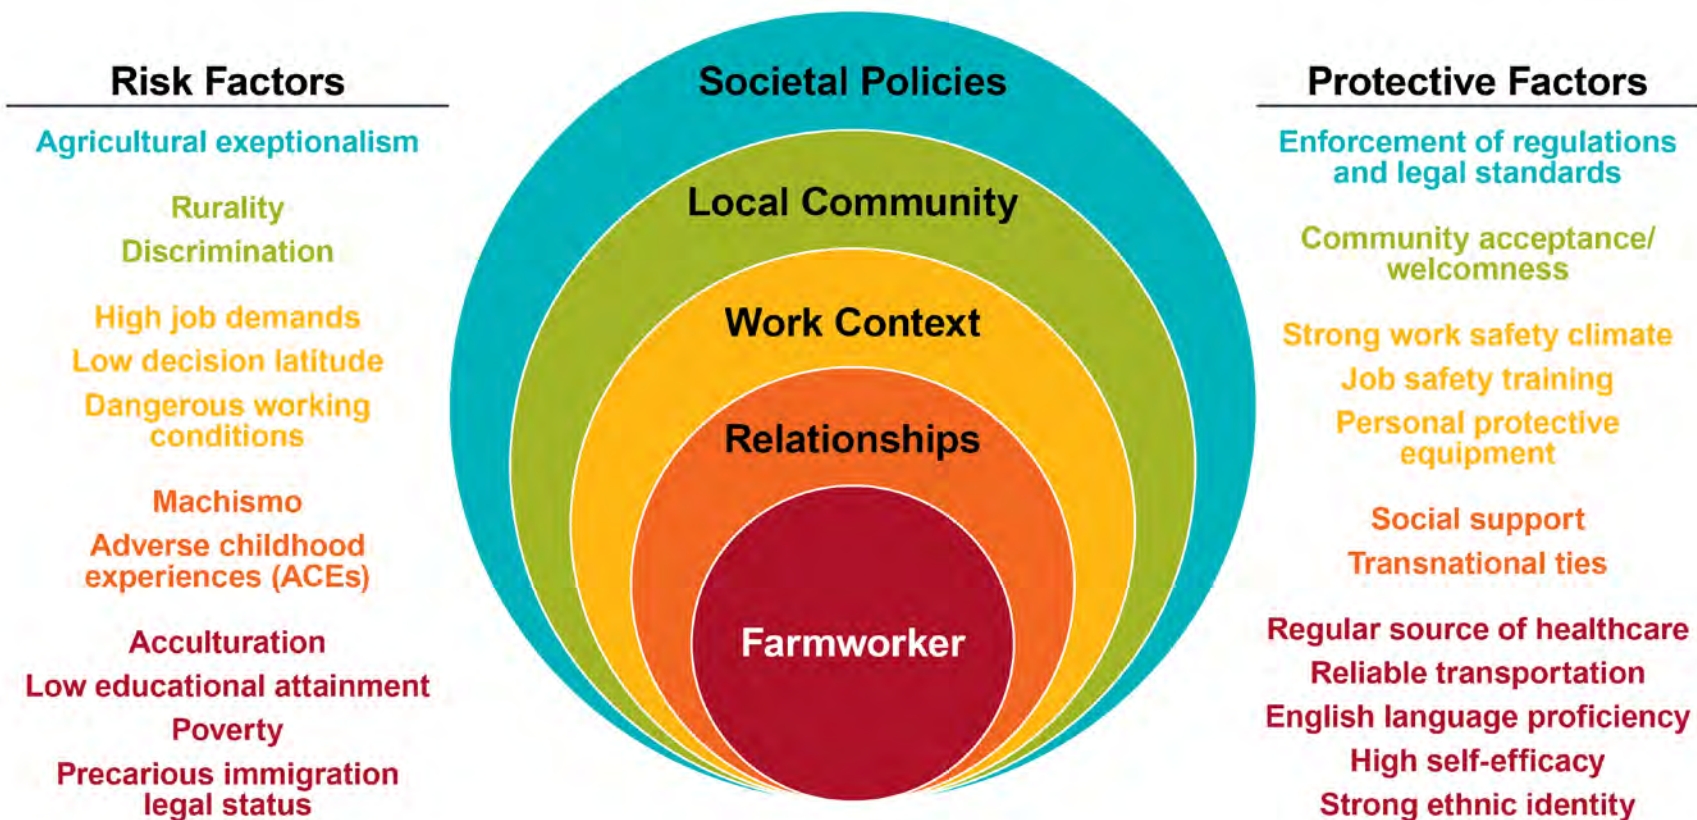 Risk Factors
Agricultural exeptionalism
Rurality
Discrimination
High job demands
Low decision latitude
Dangerous working
conditions
Machismo
Adverse childhood
experiences (ACEs)
Acculturation
Low educational attainment
Poverty
Precarious immigration
legal status
Societal Policies
Local Community
Work Context
Relationships
Farmworker
Protective Factors
Enforcement of regulations
and legal standards
Community acceptance/
welcomness
Strong work safety climate
Job safety training
Personal protective
equipment
Social support
Transnational ties
Regular source of healthcare
Reliable transportation
English language proficiency
High self-efficacy
Strong ethnic identity